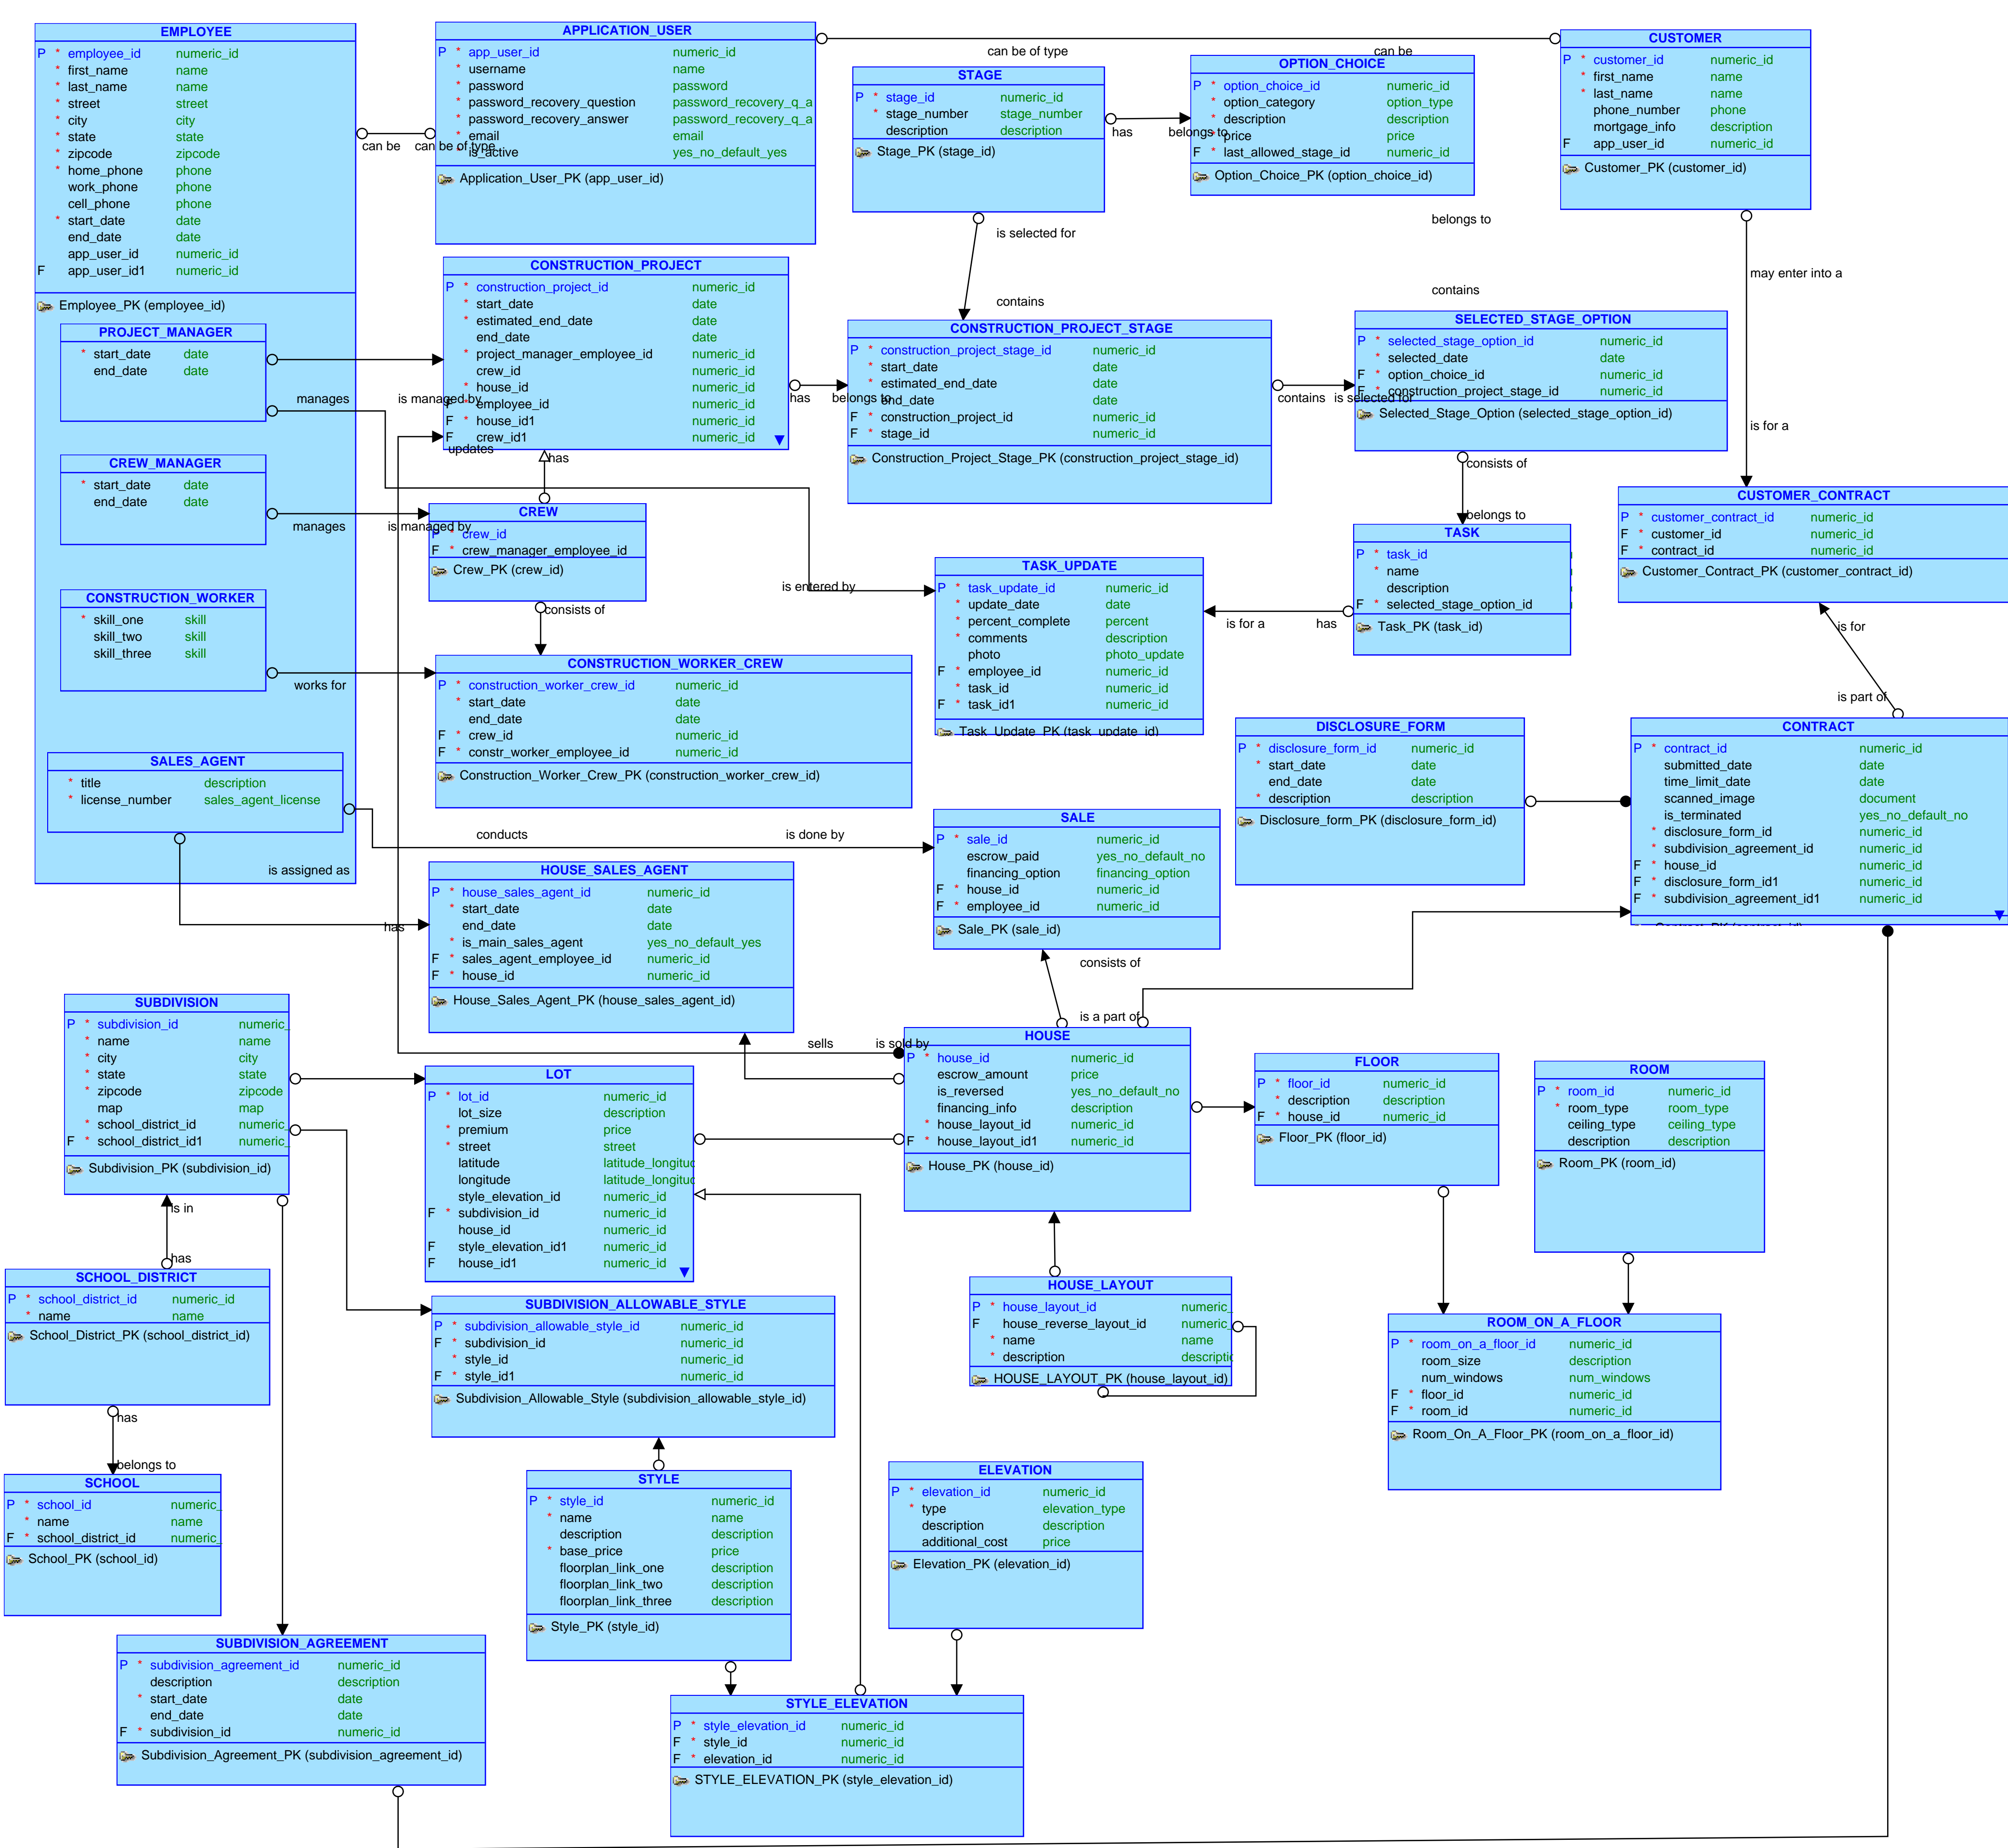 EMPLOYEE
P * employee_id numeric_id
* first_name name
* last_name name
* street street
* city city
* state state
* zipcode zipcode
* home_phone phone
work_phone phone
cell_phone phone
* start_date date
end_date date
app_user_id numeric_id
F app_user_id1 numeric_id
Employee_PK (employee_id)
PROJECT_MANAGER
* start_date date
end_date date
CREW_MANAGER
* start_date date
end_date date
CONSTRUCTION_WORKER
* skill_one skill
skill_two skill
skill_three skill
SALES_AGENT
* title description
* license_number sales_agent_license
APPLICATION_USER
P * app_user_id numeric_id
* username name
* password password
* password_recovery_question password_recovery_q_a
* password_recovery_answer password_recovery_q_a
* email email
* is_active yes_no_default_yes
Application_User_PK (app_user_id)
can be
can be of type
can be of type
can be
STAGE
P * stage_id numeric_id
* stage_number stage_number
description description
Stage_PK (stage_id)
has
belongs to
OPTION_CHOICE
P * option_choice_id numeric_id
* option_category option_type
* description description
* price price
F * last_allowed_stage_id numeric_id
Option_Choice_PK (option_choice_id)
CUSTOMER
P * customer_id numeric_id
* first_name name
* last_name name
phone_number phone
mortgage_info description
F app_user_id numeric_id
Customer_PK (customer_id)
belongs to
contains
is selected for
contains
may enter into a
is for a
CONSTRUCTION_PROJECT
P * construction_project_id numeric_id
* start_date date
* estimated_end_date date
end_date date
* project_manager_employee_id numeric_id
crew_id numeric_id
* house_id numeric_id
F * employee_id numeric_id
F * house_id1 numeric_id
F crew_id1 numeric_id
manages
is managed by
updates
has
has
belongs to
CONSTRUCTION_PROJECT_STAGE
P * construction_project_stage_id numeric_id
* start_date date
* estimated_end_date date
end_date date
F * construction_project_id numeric_id
F * stage_id numeric_id
Construction_Project_Stage_PK (construction_project_stage_id)
contains
is selected for
SELECTED_STAGE_OPTION
P * selected_stage_option_id numeric_id
* selected_date date
F * option_choice_id numeric_id
F * construction_project_stage_id numeric_id
Selected_Stage_Option (selected_stage_option_id)
consists of
belongs to
CUSTOMER_CONTRACT
P * customer_contract_id numeric_id
F * customer_id numeric_id
F * contract_id numeric_id
Customer_Contract_PK (customer_contract_id)
is for
is part of
manages
is managed by
CREW
P * crew_id
F * crew_manager_employee_id
Crew_PK (crew_id)
consists of
is entered by
TASK_UPDATE
P * task_update_id numeric_id
* update_date date
* percent_complete percent
* comments description
photo photo_update
F * employee_id numeric_id
* task_id numeric_id
F * task_id1 numeric_id
Task_Update_PK (task_update_id)
is for a
has
TASK
P * task_id
* name
description
F * selected_stage_option_id
Task_PK (task_id)
works for
CONSTRUCTION_WORKER_CREW
P * construction_worker_crew_id numeric_id
* start_date date
end_date date
F * crew_id numeric_id
F * constr_worker_employee_id numeric_id
Construction_Worker_Crew_PK (construction_worker_crew_id)
DISCLOSURE_FORM
P * disclosure_form_id numeric_id
* start_date date
end_date date
* description description
Disclosure_form_PK (disclosure_form_id)
CONTRACT
P * contract_id numeric_id
submitted_date date
time_limit_date date
scanned_image document
is_terminated yes_no_default_no
* disclosure_form_id numeric_id
* subdivision_agreement_id numeric_id
F * house_id numeric_id
F * disclosure_form_id1 numeric_id
F * subdivision_agreement_id1 numeric_id
conducts
is done by
SALE
P * sale_id numeric_id
escrow_paid yes_no_default_no
financing_option financing_option
F * house_id numeric_id
F * employee_id numeric_id
Sale_PK (sale_id)
consists of
is a part of
is assigned as
has
HOUSE_SALES_AGENT
P * house_sales_agent_id numeric_id
* start_date date
end_date date
* is_main_sales_agent yes_no_default_yes
F * sales_agent_employee_id numeric_id
F * house_id numeric_id
House_Sales_Agent_PK (house_sales_agent_id)
sells
is sold by
SUBDIVISION
P * subdivision_id numeric_
* name name
* city city
* state state
* zipcode zipcode
map map
* school_district_id numeric_
F * school_district_id1 numeric_
Subdivision_PK (subdivision_id)
is in
has
LOT
P * lot_id numeric_id
lot_size description
* premium price
* street street
latitude latitude_longituc
longitude latitude_longituc
style_elevation_id numeric_id
F * subdivision_id numeric_id
house_id numeric_id
F style_elevation_id1 numeric_id
F house_id1 numeric_id
HOUSE
P * house_id numeric_id
escrow_amount price
is_reversed yes_no_default_no
financing_info description
* house_layout_id numeric_id
F * house_layout_id1 numeric_id
House_PK (house_id)
FLOOR
P * floor_id numeric_id
* description description
F * house_id numeric_id
Floor_PK (floor_id)
ROOM
P * room_id numeric_id
* room_type room_type
ceiling_type ceiling_type
description description
Room_PK (room_id)
SCHOOL_DISTRICT
P * school_district_id numeric_id
* name name
School_District_PK (school_district_id)
has
belongs to
SUBDIVISION_ALLOWABLE_STYLE
P * subdivision_allowable_style_id numeric_id
F * subdivision_id numeric_id
* style_id numeric_id
F * style_id1 numeric_id
Subdivision_Allowable_Style (subdivision_allowable_style_id)
HOUSE_LAYOUT
P * house_layout_id numeric_
F house_reverse_layout_id numeric_
* name name
* description descriptic
HOUSE_LAYOUT_PK (house_layout_id)
ROOM_ON_A_FLOOR
P * room_on_a_floor_id numeric_id
room_size description
num_windows num_windows
F * floor_id numeric_id
F * room_id numeric_id
Room_On_A_Floor_PK (room_on_a_floor_id)
SCHOOL
P * school_id numeric_
* name name
F * school_district_id numeric_
School_PK (school_id)
STYLE
P * style_id numeric_id
* name name
description description
* base_price price
floorplan_link_one description
floorplan_link_two description
floorplan_link_three description
Style_PK (style_id)
ELEVATION
P * elevation_id numeric_id
* type elevation_type
description description
additional_cost price
Elevation_PK (elevation_id)
SUBDIVISION_AGREEMENT
P * subdivision_agreement_id numeric_id
description description
* start_date date
end_date date
F * subdivision_id numeric_id
Subdivision_Agreement_PK (subdivision_agreement_id)
STYLE_ELEVATION
P * style_elevation_id numeric_id
F * style_id numeric_id
F * elevation_id numeric_id
STYLE_ELEVATION_PK (style_elevation_id)